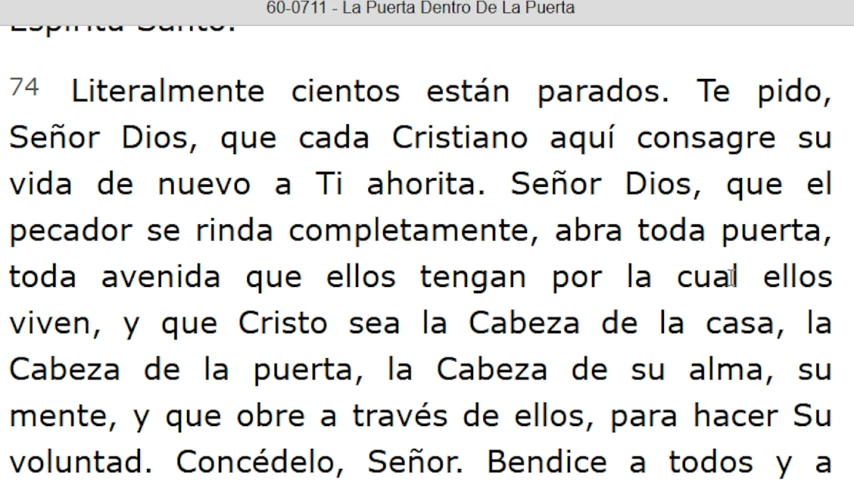 60-0711 - La Puerta Dentro De La Puerta
Espíritu Santo.
74 Literalmente cientos están parados. Te pido,
Señor Dios, que cada Cristiano aquí consagre su
vida de nuevo a Ti ahorita. Señor Dios, que el
pecador se rinda completamente, abra toda puerta,
toda avenida que ellos tengan por la cual ellos
viven, y que Cristo sea la Cabeza de la casa, la
Cabeza de la puerta, la Cabeza de su alma, su
mente, y que obre a través de ellos, para hacer Su
voluntad. Concédelo, Señor. Bendice a todos y a